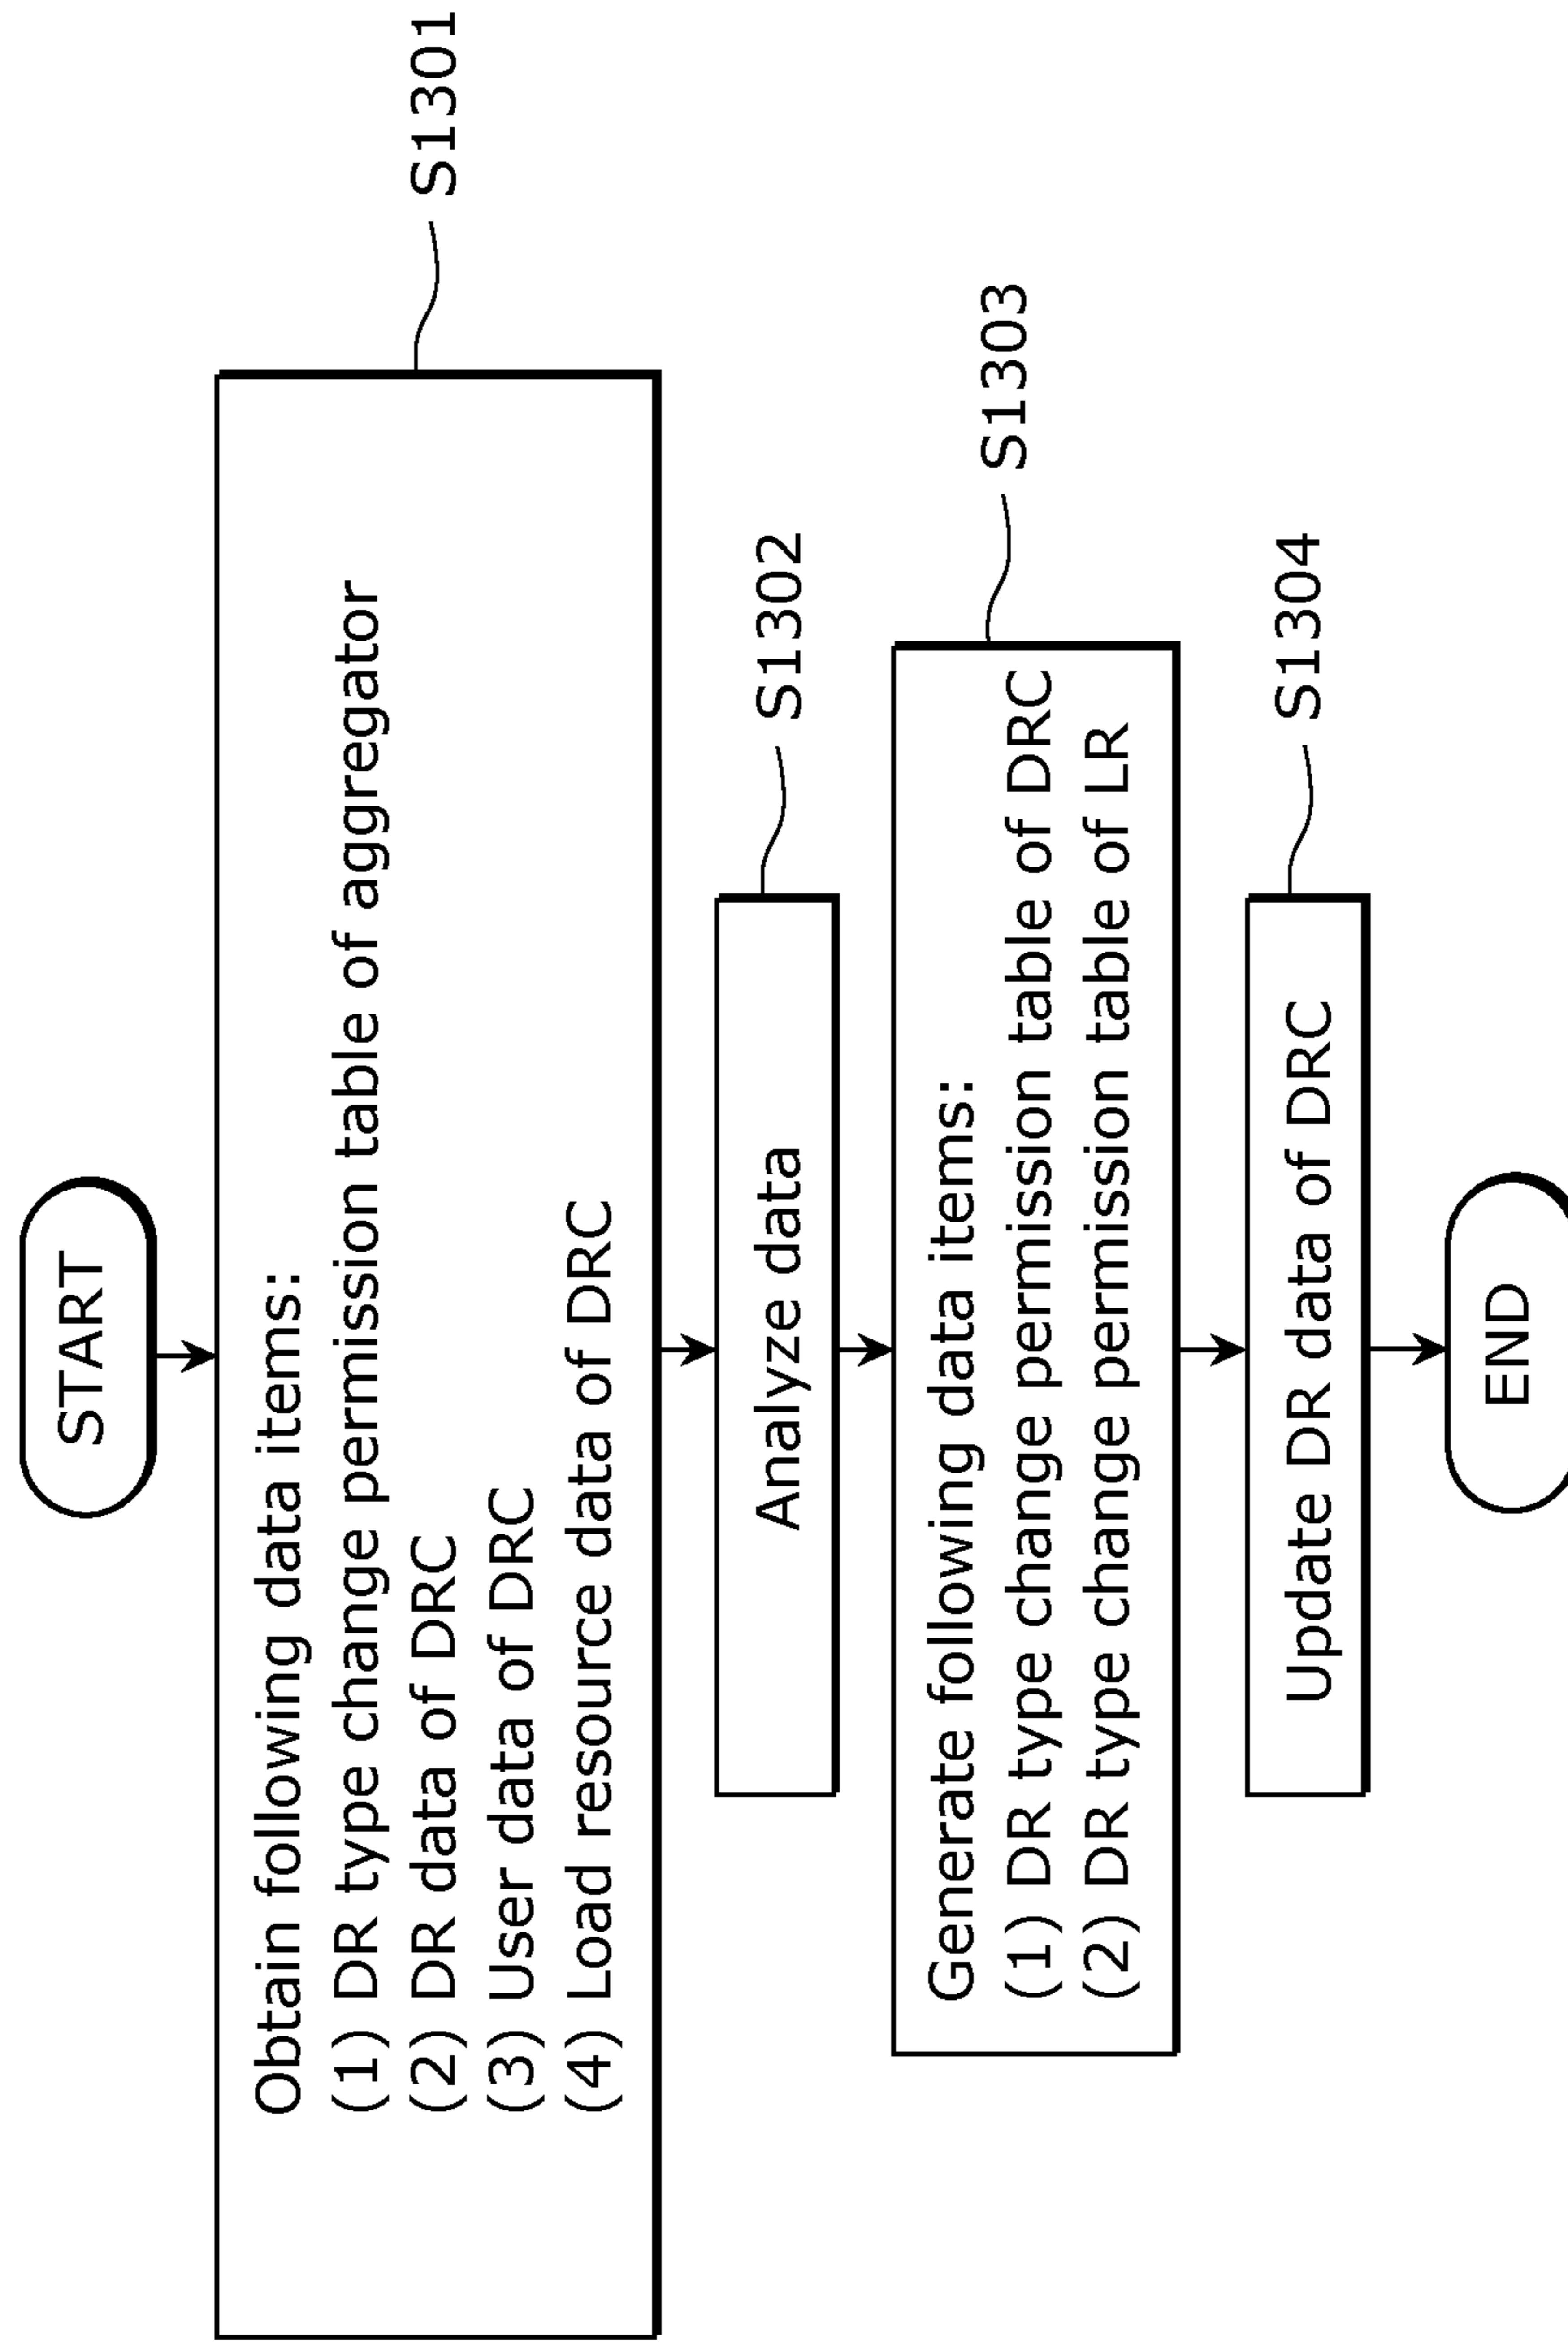 START
Obtain following data items:
(1) DR type change permission table of aggregator
(2) DR data of DRC
(3) User data of DRC
(4) Load resource data of DRC
S1301
Analyze data
S1302
Generate following data items:
(1) DR type change permission table of DRC
(2) DR type change permission table of LR
S1303
Update DR data of DRC
S1304
END